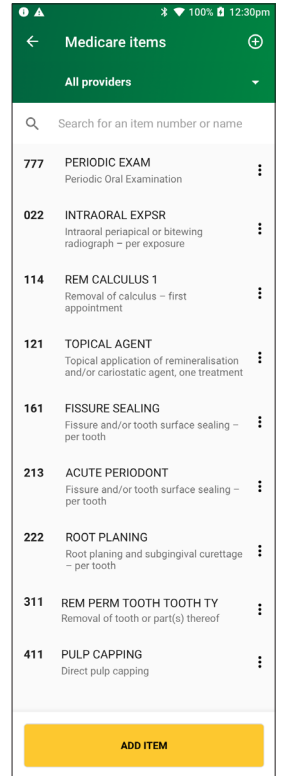 100% 12:30pm
Medicare items
All providers
Search for an item number or name
777 PERIODIC EXAM
Periodic Oral Examination
022 INTRAORAL EXPSR
Intraoral periapical or bitewing
radiograph – per exposure
114 REM CALCULUS 1
Removal of calculus – first
appointment
121 TOPICAL AGENT
Topical application of remineralisation
and/or cariostatic agent, one treatment
161 FISSURE SEALING
Fissure and/or tooth surface sealing –
per tooth
213 ACUTE PERIODONT
Fissure and/or tooth surface sealing –
per tooth
222 ROOT PLANING
Root planing and subgingival curettage
– per tooth
311 REM PERM TOOTH TOOTH TY
Removal of tooth or part(s) thereof
411 PULP CAPPING
Direct pulp capping
ADD ITEM